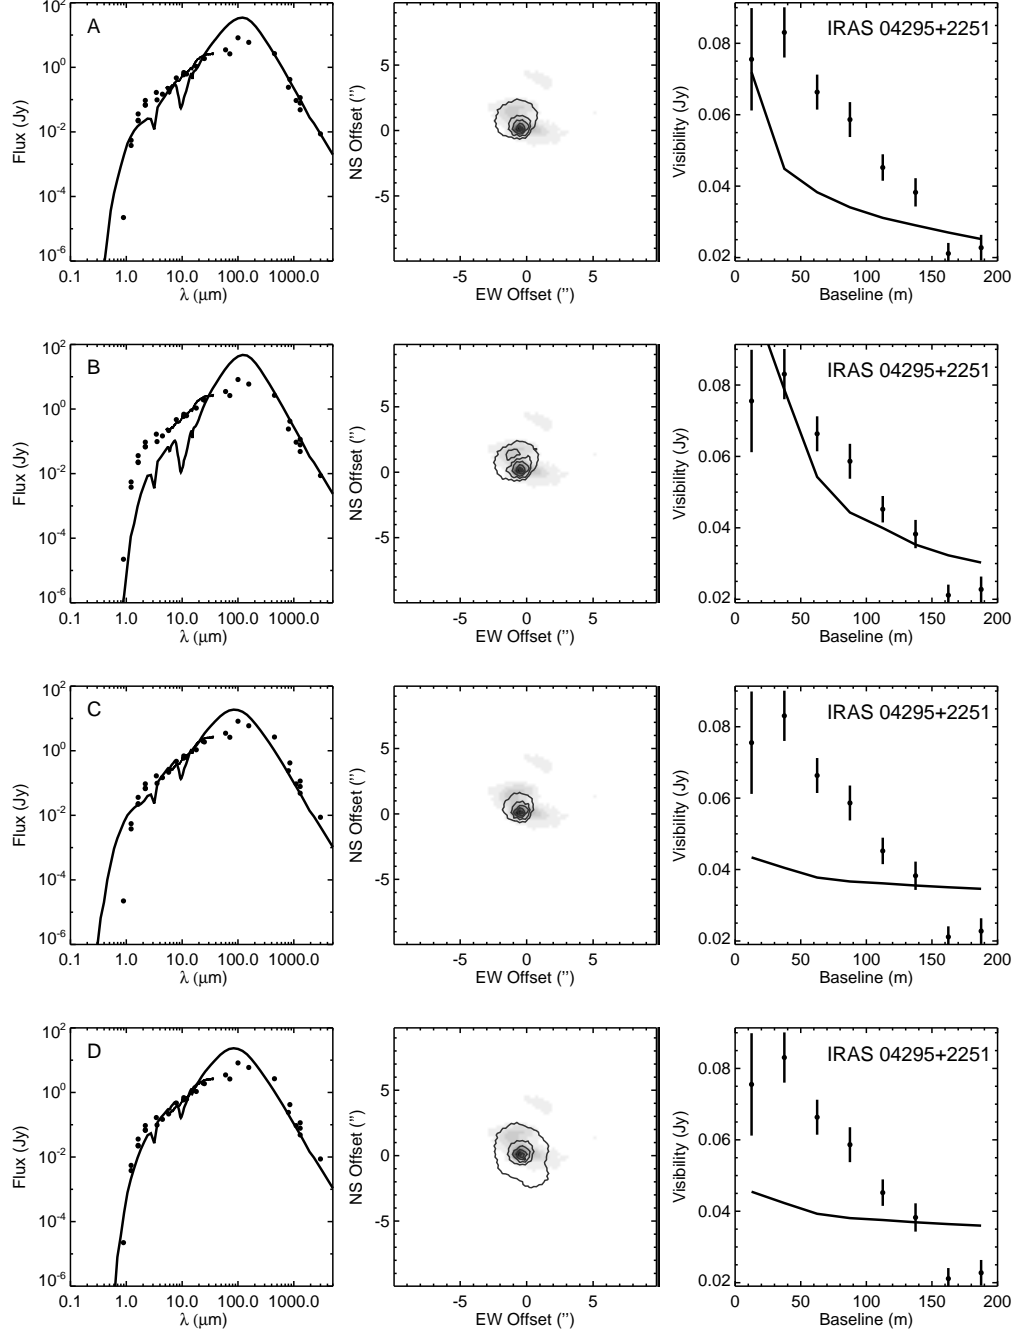 A
10^2
10^0
10^-2
10^-4
10^-6
Flux (Jy)
0.1 1.0 10.0 100.0 1000.0
λ (μm)
5
0
-5
NS Offset ('')
-5 0 5
EW Offset ('')
IRAS 04295+2251
0.08
0.06
0.04
0.02
Visibility (Jy)
0 50 100 150 200
Baseline (m)
B
10^2
10^0
10^-2
10^-4
10^-6
Flux (Jy)
0.1 1.0 10.0 100.0 1000.0
λ (μm)
5
0
-5
NS Offset ('')
-5 0 5
EW Offset ('')
IRAS 04295+2251
0.08
0.06
0.04
0.02
Visibility (Jy)
0 50 100 150 200
Baseline (m)
C
10^2
10^0
10^-2
10^-4
10^-6
Flux (Jy)
0.1 1.0 10.0 100.0 1000.0
λ (μm)
5
0
-5
NS Offset ('')
-5 0 5
EW Offset ('')
IRAS 04295+2251
0.08
0.06
0.04
0.02
Visibility (Jy)
0 50 100 150 200
Baseline (m)
D
10^2
10^0
10^-2
10^-4
10^-6
Flux (Jy)
0.1 1.0 10.0 100.0 1000.0
λ (μm)
5
0
-5
NS Offset ('')
-5 0 5
EW Offset ('')
IRAS 04295+2251
0.08
0.06
0.04
0.02
Visibility (Jy)
0 50 100 150 200
Baseline (m)